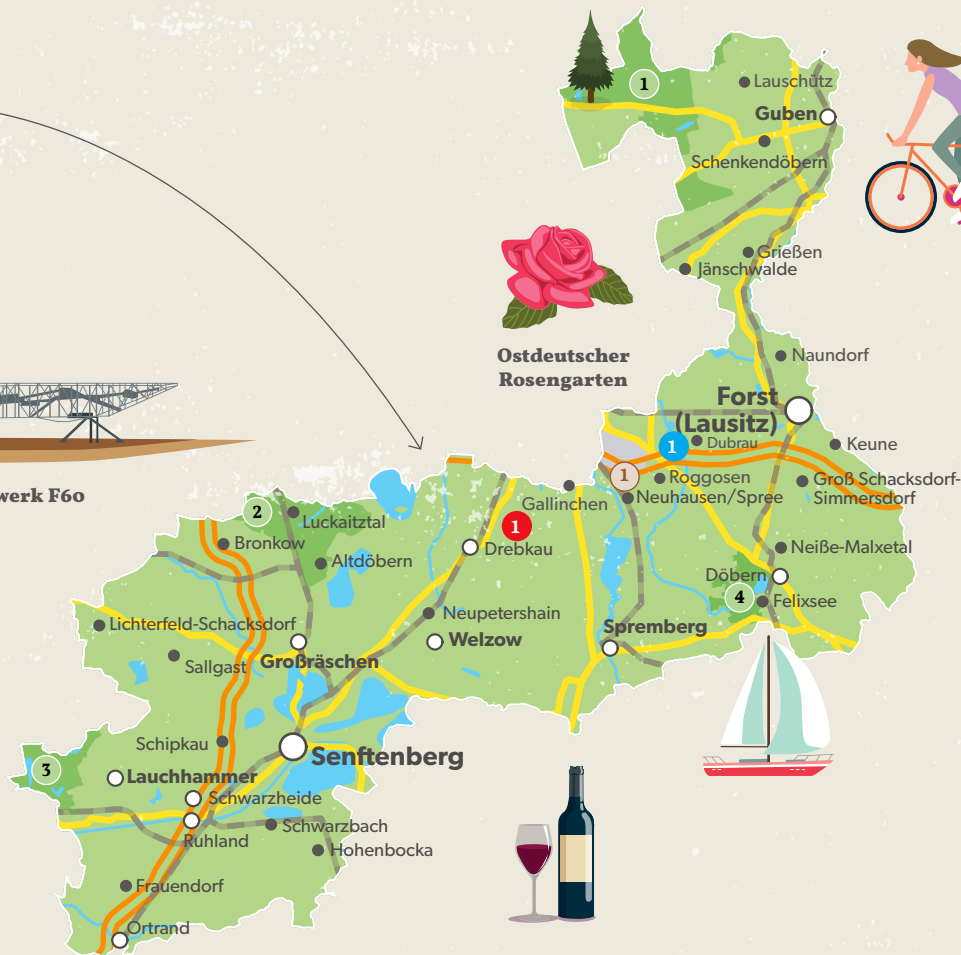 1
Lauschütz
Guben
Schenkendöbern
Grießen
Jänschwalde
Ostdeutscher
Rosengarten
Naundorf
Forst
(Lausitz)
1
Dubrau
Keune
1
Roggosen
Groß Schacksdorf-
Simmersdorf
werk F60
Neuhausen/Spree
Gallinchen
2
Luckaitztal
1
Bronkow
Drebkau
Neiße-Malxetal
Altdöbern
Döbern
4
Felixsee
Neupetershain
Lichterfeld-Schacksdorf
Spremberg
Welzow
Großräschen
Sallgast
Schipkau
Senftenberg
3
Lauchhammer
Schwarzheide
Schwarzbach
Ruhland
Hohenbocka
Frauendorf
Ortrand